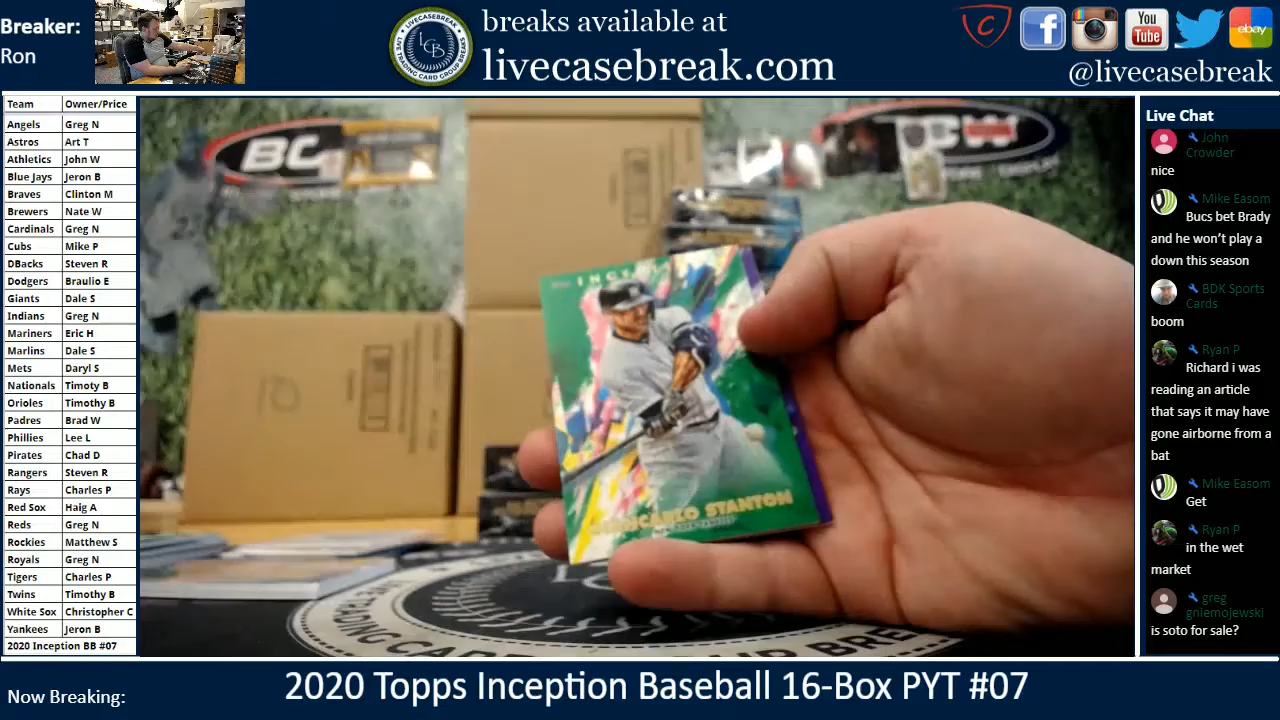 Breaker:
Ron
breaks available at
livecasebreak.com
LCB
You
Tube
ebay
@livecasebreak
Team Owner/Price
Angels Greg N
Astros Art T
Athletics John W
Blue Jays Jeron B
Braves Clinton M
Brewers Nate W
Cardinals Greg N
Cubs Mike P
DBacks Steven R
Dodgers Braulio E
Giants Dale S
Indians Greg N
Mariners Eric H
Marlins Dale S
Mets Daryl S
Nationals Timoty B
Orioles Timothy B
Padres Brad W
Phillies Lee L
Pirates Chad D
Rangers Steven R
Rays Charles P
Red Sox Haig A
Reds Greg N
Rockies Matthew S
Royals Greg N
Tigers Charles P
Twins Timothy B
White Sox Christopher C
Yankees Jeron B
2020 Inception BB #07
BC
STANTON
Live Chat
John
Crowder
nice
Mike Easom
Bucs bet Brady
and he won't play a
down this season
BDK Sports
Cards
boom
Ryan P
Richard i was
reading an article
that says it may have
gone airborne from a
bat
Mike Easom
Get
Ryan P
in the wet
market
greg
gniemojewski
is soto for sale?
Now Breaking:
2020 Topps Inception Baseball 16-Box PYT #07